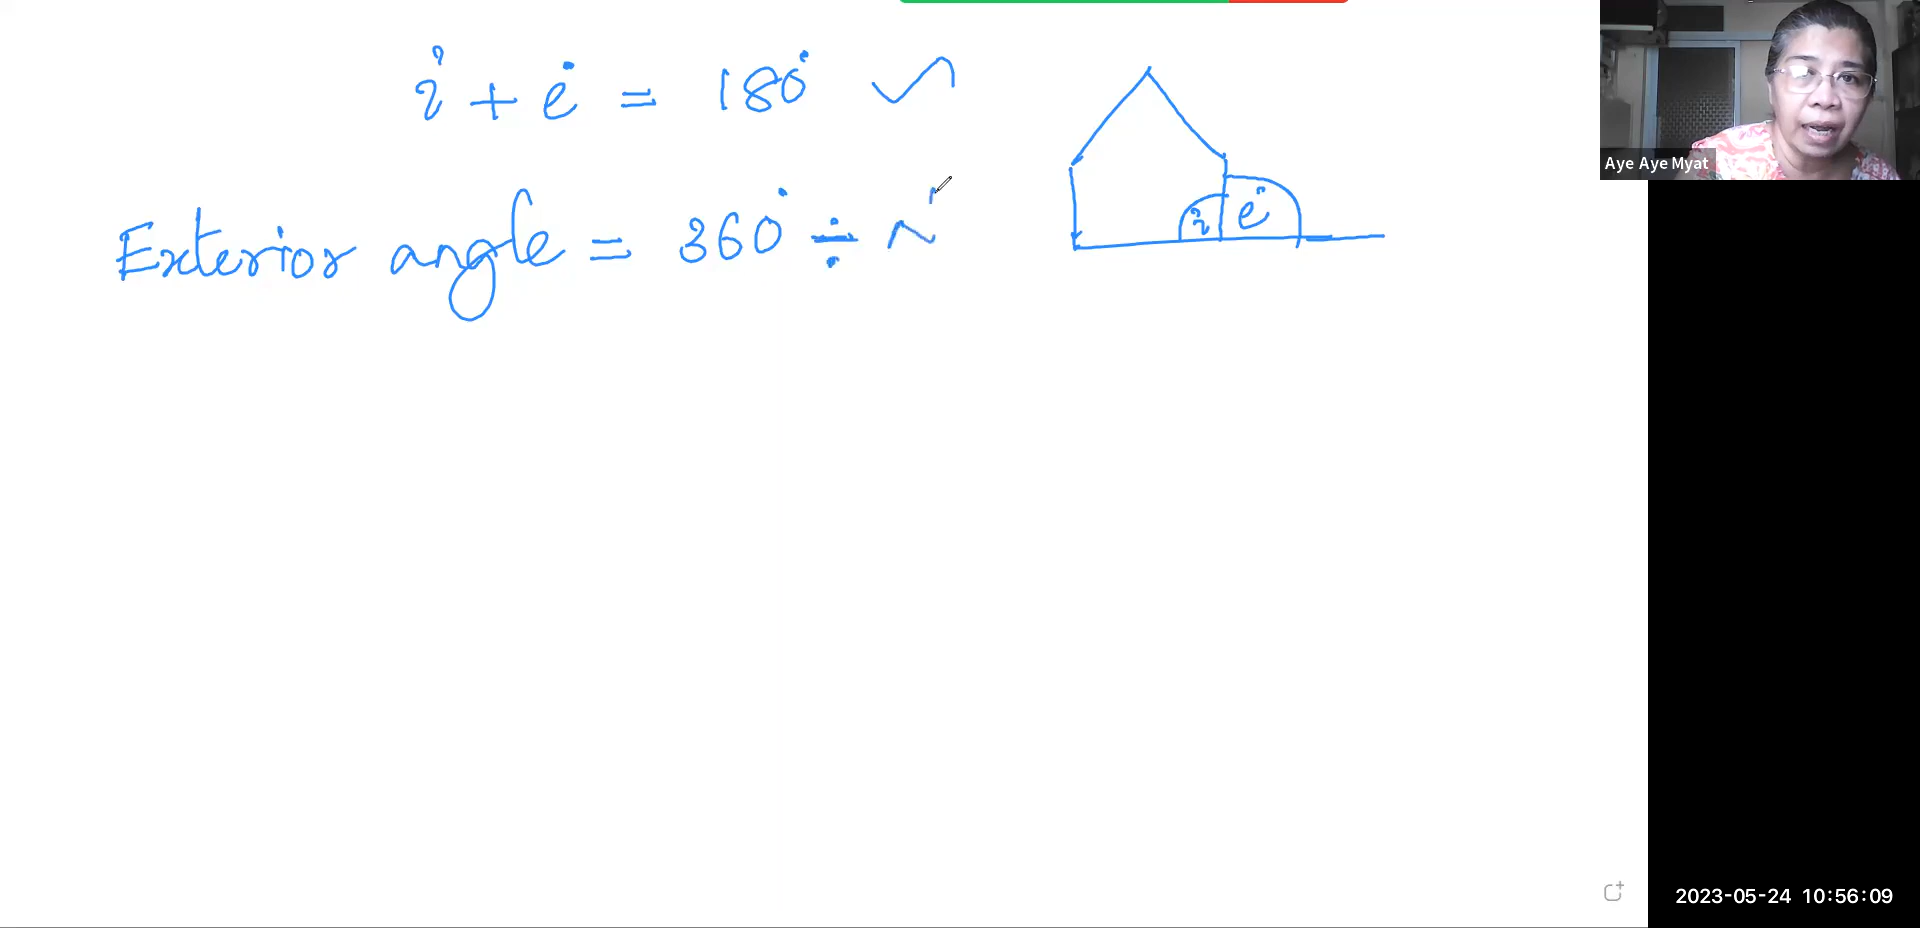 i° + e° = 180° ✓
Exterior angle = 360° ÷ n
i e°
Aye Aye Myat
2023-05-24 10:56:09